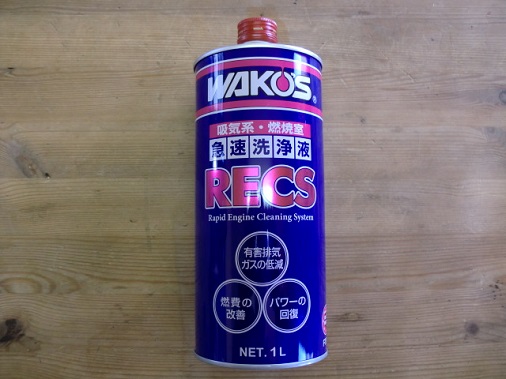 WAKO'S®
吸気系・燃焼室
急速洗浄液
RECS
Rapid Engine Cleaning System
有害排気
ガスの低減
燃費の
改善
パワーの
回復
NET. 1L